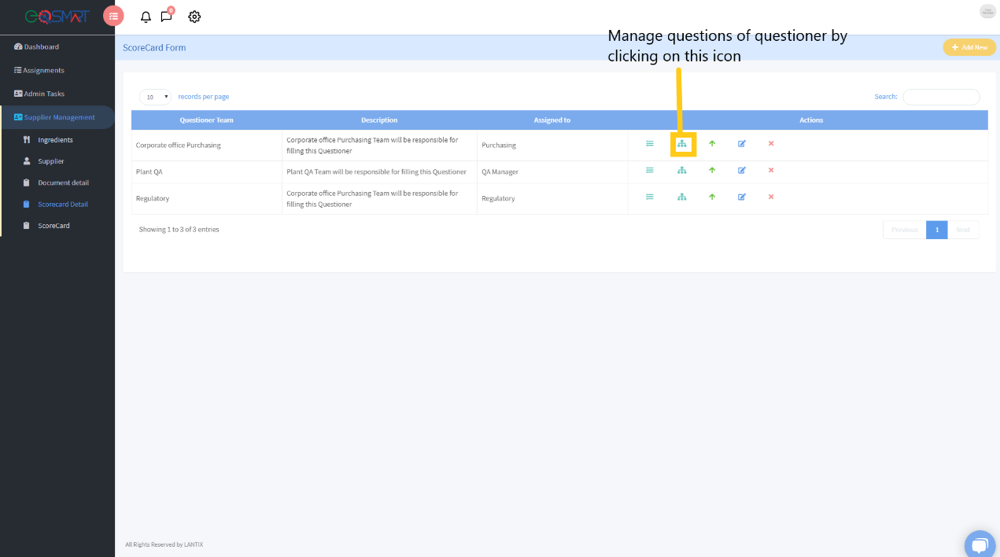 EQSMART
0
Manage questions of questioner by
clicking on this icon
ScoreCard Form
Add New
Dashboard
Assignments
Admin Tasks
Supplier Management
Ingredients
Supplier
Document detail
Scorecard Detail
ScoreCard
10 records per page
Search:
Questioner Team Description Assigned to Actions
Corporate office Purchasing
Corporate office Purchasing Team will be responsible for
filling this Questioner
Purchasing
Plant QA
Plant QA Team will be responsible for filling this Questioner
QA Manager
Regulatory
Corporate office Purchasing Team will be responsible for
filling this Questioner
Regulatory
Showing 1 to 3 of 3 entries
Previous 1 Next
All Rights Reserved by LANTIX